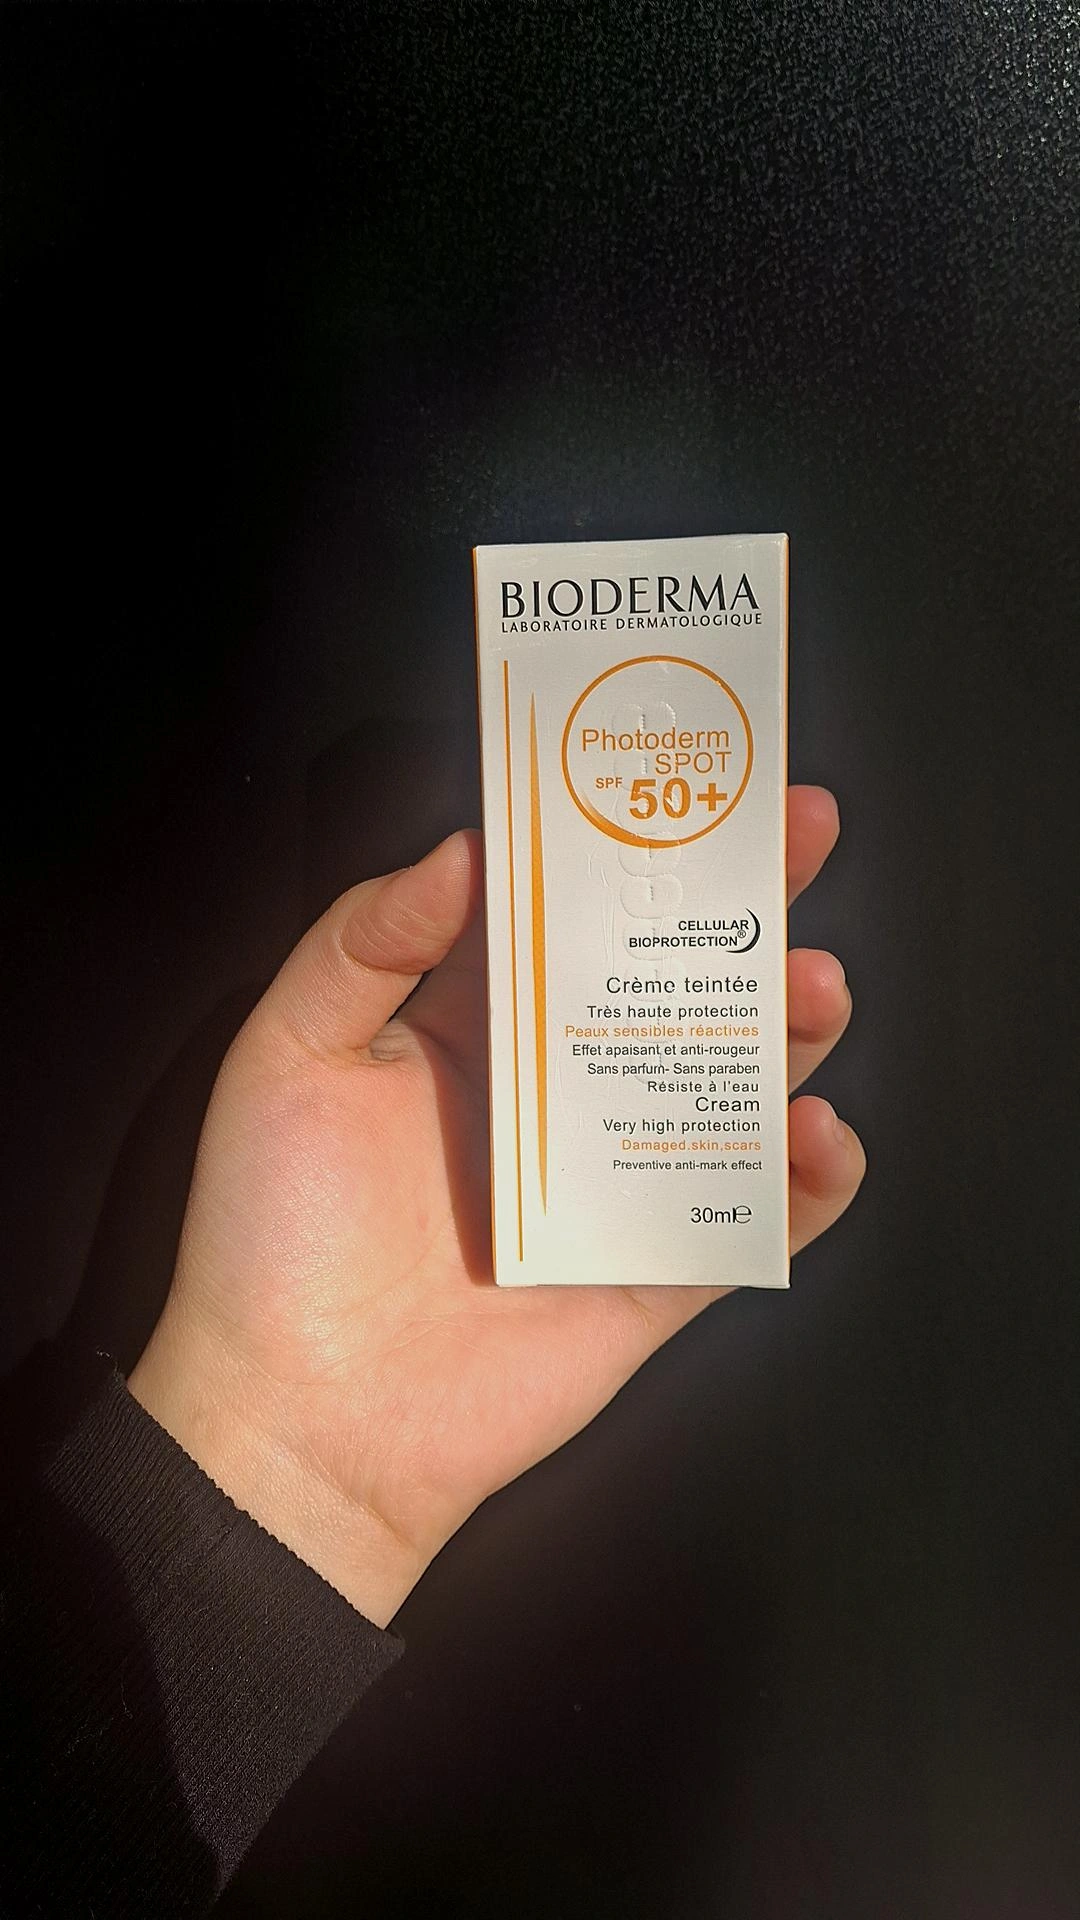 BIODERMA
LABORATOIRE DERMATOLOGIQUE
Photoderm
SPOT
SPF 50+
CELLULAR
BIOPROTECTION®
Crème teintée
Très haute protection
Peaux sensibles réactives
Effet apaisant et anti-rougeur
Sans parfum- Sans paraben
Résiste à l'eau
Cream
Very high protection
Damaged.skin,scars
Preventive anti-mark effect
30ml℮